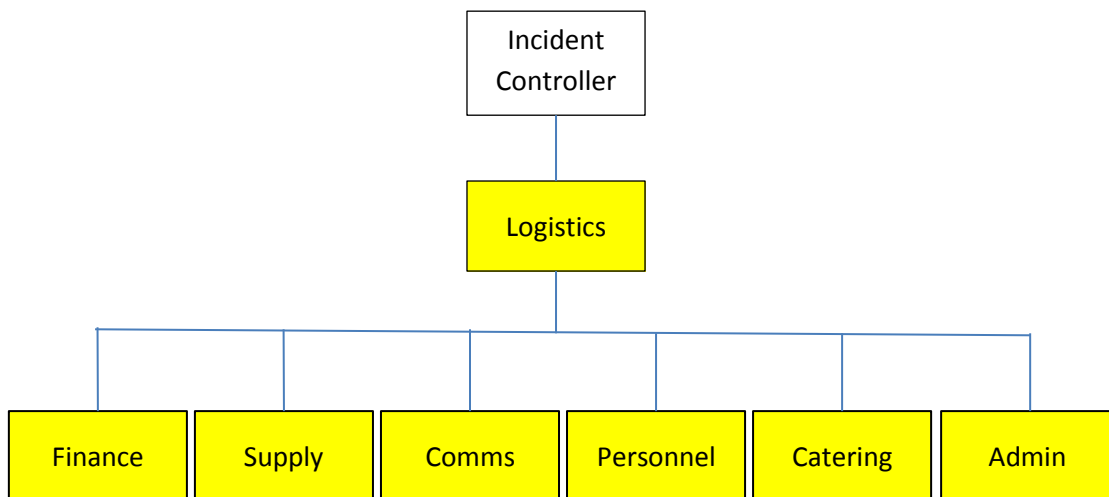 Incident
Controller
Logistics
Finance
Supply
Comms
Personnel
Catering
Admin